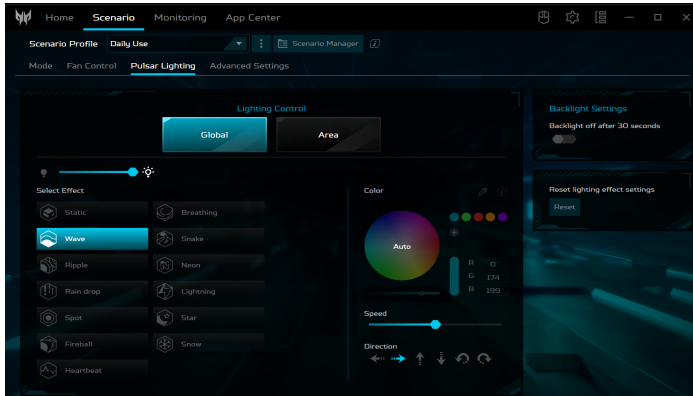 Home Scenario Monitoring App Center
Scenario Profile Daily Use Scenario Manager
Mode Fan Control Pulsar Lighting Advanced Settings
Lighting Control
Global Area
Select Effect
Static Breathing
Wave Snake
Ripple Neon
Rain drop Lightning
Spot Star
Fireball Snow
Heartbeat
Color
Auto
R 0
G 174
B 199
Speed
Direction
Backlight Settings
Backlight off after 30 seconds
Reset lighting effect settings
Reset